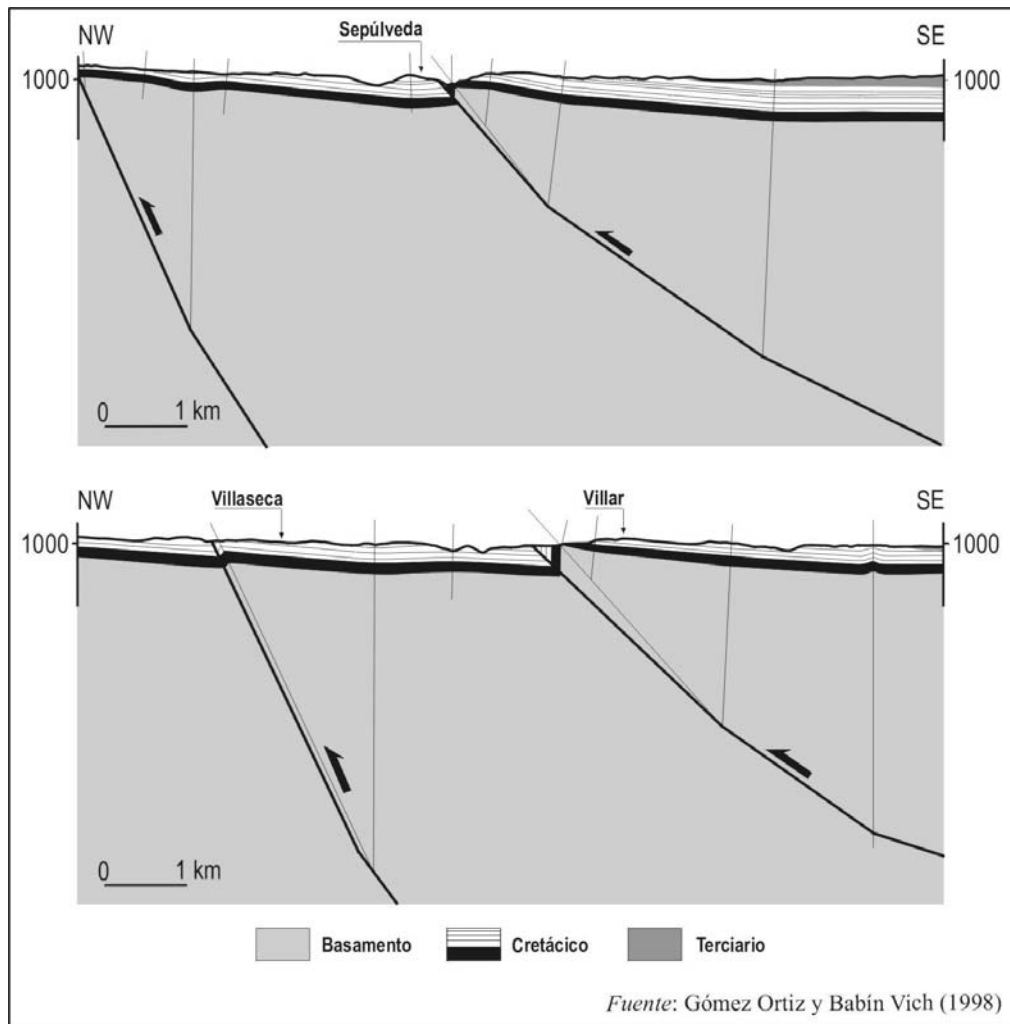 NW
Sepúlveda
SE
1000
1000
0 1 km
NW
Villaseca
Villar
SE
1000
1000
0 1 km
Basamento
Cretácico
Terciario
Fuente: Gómez Ortiz y Babín Vich (1998)